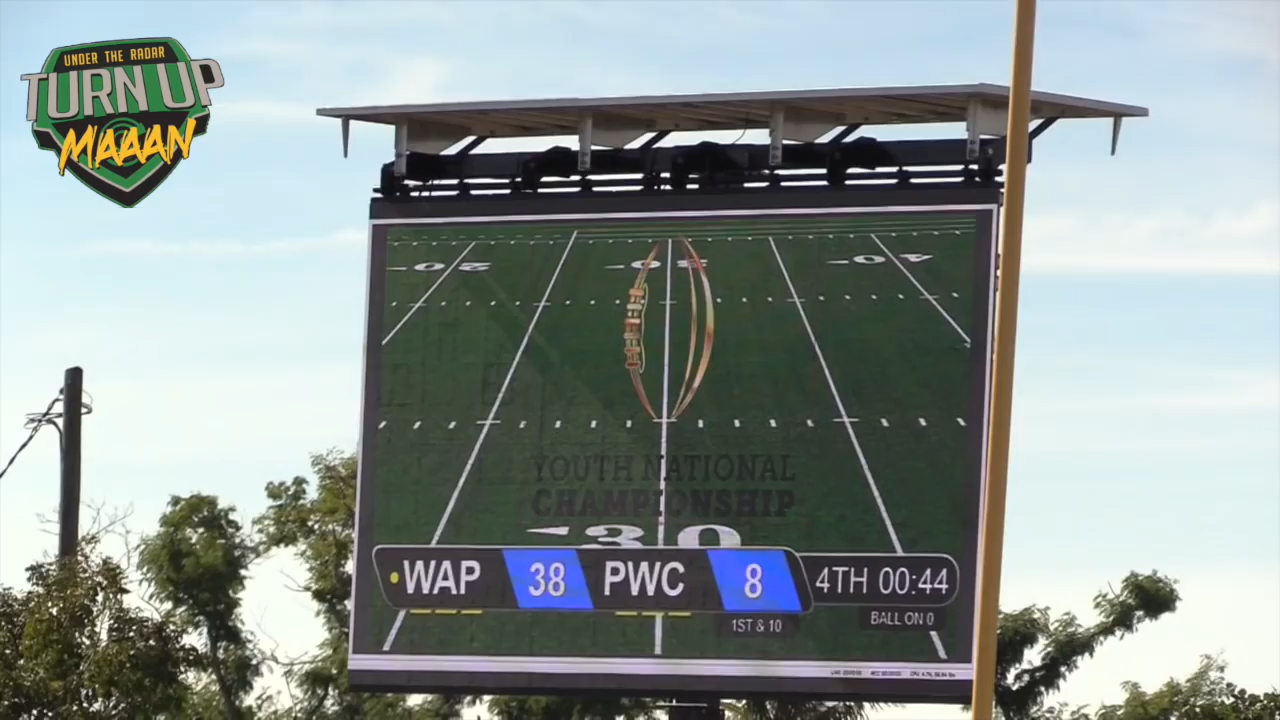 UNDER THE RADAR
TURN UP
MAAAN
YOUTH NATIONAL
CHAMPIONSHIP
30
WAP 38 PWC 8 4TH 00:44
1ST & 10 BALL ON 0